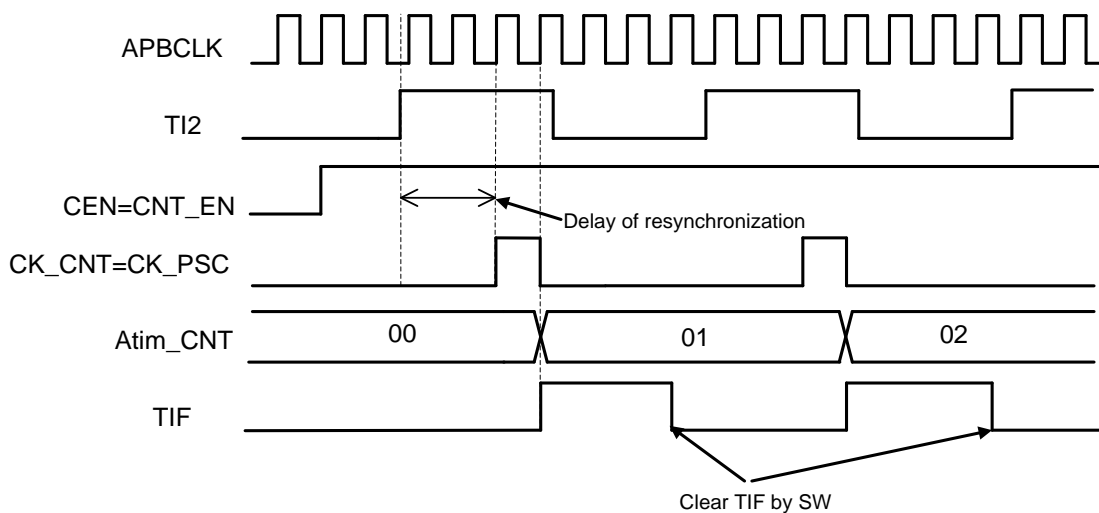 APBCLK
TI2
CEN=CNT_EN
Delay of resynchronization
CK_CNT=CK_PSC
Atim_CNT
00
01
02
TIF
Clear TIF by SW